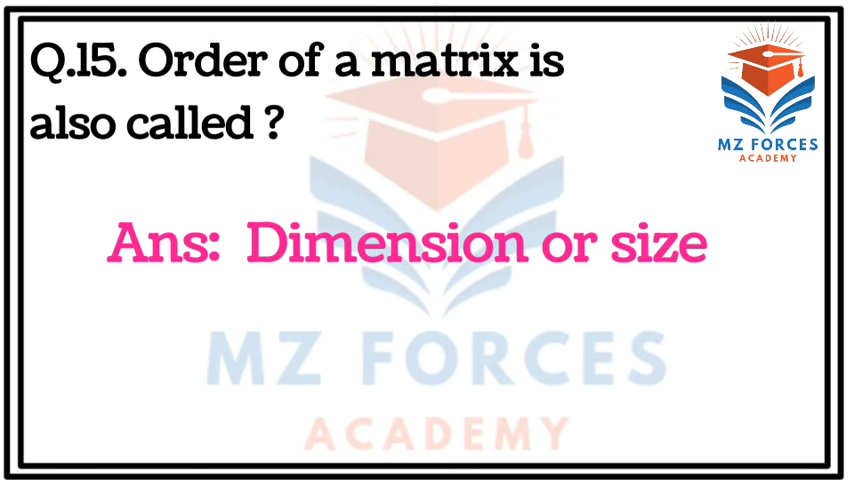 Q.15. Order of a matrix is
also called ?
MZ FORCES
ACADEMY
Ans: Dimension or size
MZ FORCES
ACADEMY